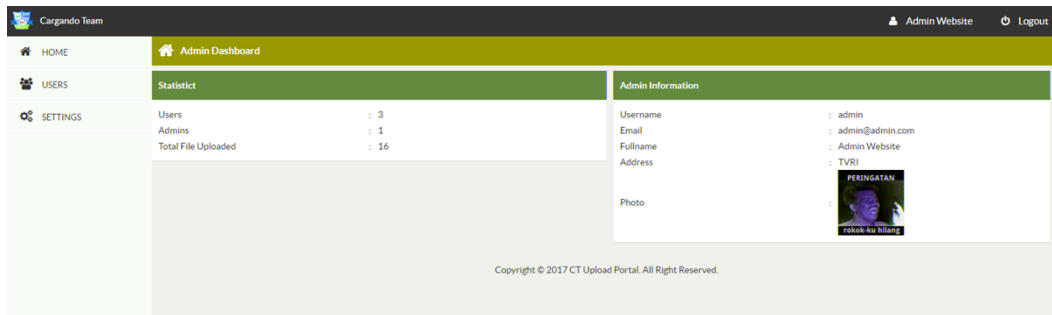 Cargando Team
Admin Website
Logout
HOME
USERS
SETTINGS
Admin Dashboard
Statistict
Users : 3
Admins : 1
Total File Uploaded : 16
Admin Information
Username : admin
Email : admin@admin.com
Fullname : Admin Website
Address : TVRI
Photo :
PERINGATAN
rokok-ku hilang
Copyright © 2017 CT Upload Portal. All Right Reserved.